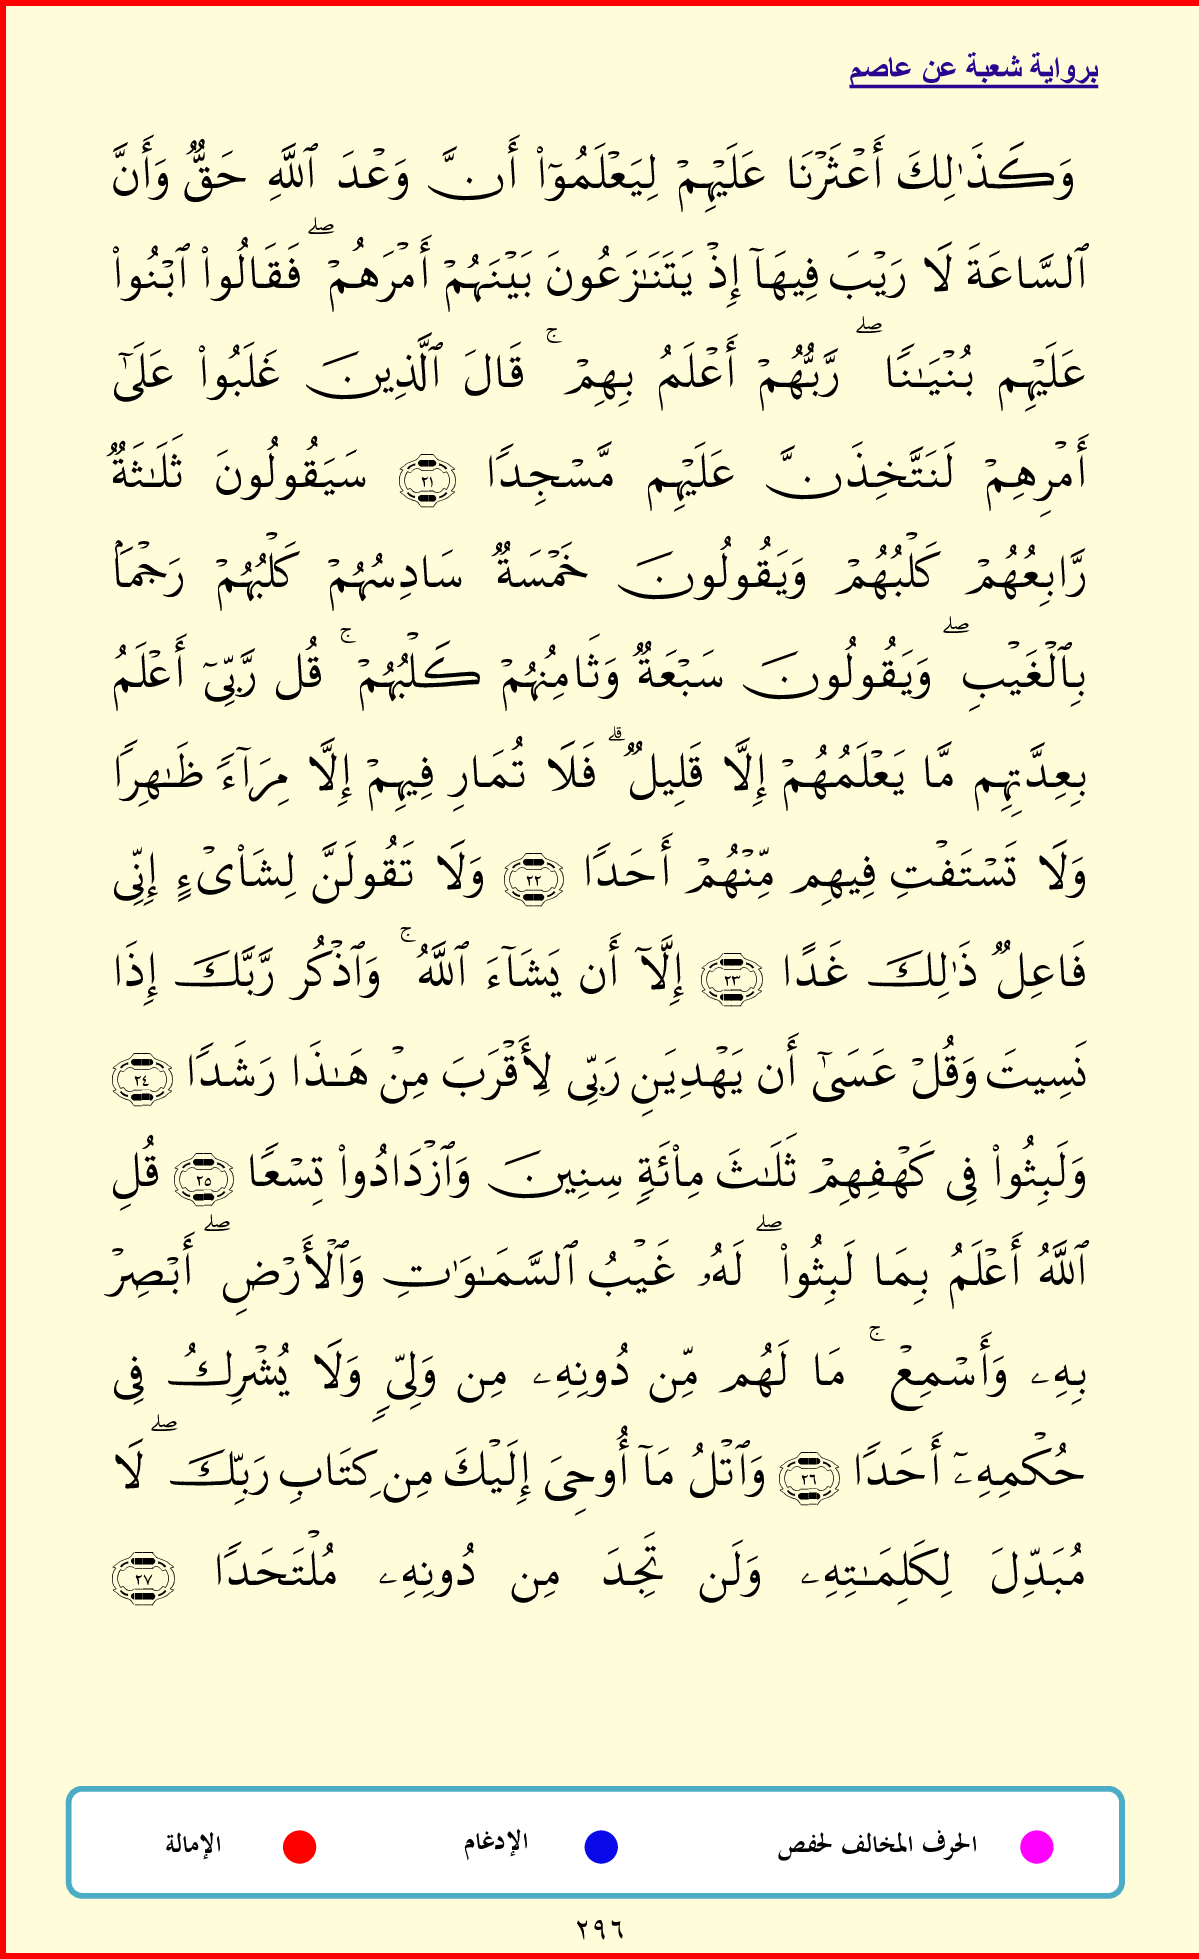 برواية شعبة عن عاصم
وَكَذَٰلِكَ أَعۡثَرۡنَا عَلَيۡهِمۡ لِيَعۡلَمُوٓاْ أَنَّ وَعۡدَ ٱللَّهِ حَقّٞ وَأَنَّ
ٱلسَّاعَةَ لَا رَيۡبَ فِيهَآ إِذۡ يَتَنَٰزَعُونَ بَيۡنَهُمۡ أَمۡرَهُمۡۖ فَقَالُواْ ٱبۡنُواْ
عَلَيۡهِم بُنۡيَٰنٗاۖ رَّبُّهُمۡ أَعۡلَمُ بِهِمۡۚ قَالَ ٱلَّذِينَ غَلَبُواْ عَلَىٰٓ
أَمۡرِهِمۡ لَنَتَّخِذَنَّ عَلَيۡهِم مَّسۡجِدٗا ٢١ سَيَقُولُونَ ثَلَٰثَةٞ
رَّابِعُهُمۡ كَلۡبُهُمۡ وَيَقُولُونَ خَمۡسَةٞ سَادِسُهُمۡ كَلۡبُهُمۡ رَجۡمَۢا
بِٱلۡغَيۡبِۖ وَيَقُولُونَ سَبۡعَةٞ وَثَامِنُهُمۡ كَلۡبُهُمۡۚ قُل رَّبِّيٓ أَعۡلَمُ
بِعِدَّتِهِم مَّا يَعۡلَمُهُمۡ إِلَّا قَلِيلٞۗ فَلَا تُمَارِ فِيهِمۡ إِلَّا مِرَآءٗ ظَٰهِرٗا
وَلَا تَسۡتَفۡتِ فِيهِم مِّنۡهُمۡ أَحَدٗا ٢٢ وَلَا تَقُولَنَّ لِشَاْيۡءٍ إِنِّي
فَاعِلٞ ذَٰلِكَ غَدًا ٢٣ إِلَّآ أَن يَشَآءَ ٱللَّهُۚ وَٱذۡكُر رَّبَّكَ إِذَا
نَسِيتَ وَقُلۡ عَسَىٰٓ أَن يَهۡدِيَنِ رَبِّي لِأَقۡرَبَ مِنۡ هَٰذَا رَشَدٗا ٢٤
وَلَبِثُواْ فِي كَهۡفِهِمۡ ثَلَٰثَ مِاْئَةٖ سِنِينَ وَٱزۡدَادُواْ تِسۡعٗا ٢٥ قُلِ
ٱللَّهُ أَعۡلَمُ بِمَا لَبِثُواْۖ لَهُۥ غَيۡبُ ٱلسَّمَٰوَٰتِ وَٱلۡأَرۡضِۖ أَبۡصِرۡ
بِهِۦ وَأَسۡمِعۡۚ مَا لَهُم مِّن دُونِهِۦ مِن وَلِيّٖ وَلَا يُشۡرِكُ فِي
حُكۡمِهِۦٓ أَحَدٗا ٢٦ وَٱتۡلُ مَآ أُوحِيَ إِلَيۡكَ مِن كِتَابِ رَبِّكَۖ لَا
مُبَدِّلَ لِكَلِمَٰتِهِۦ وَلَن تَجِدَ مِن دُونِهِۦ مُلۡتَحَدٗا ٢٧
الحرف المخالف لحفص
الإدغام
الإمالة
٢٩٦